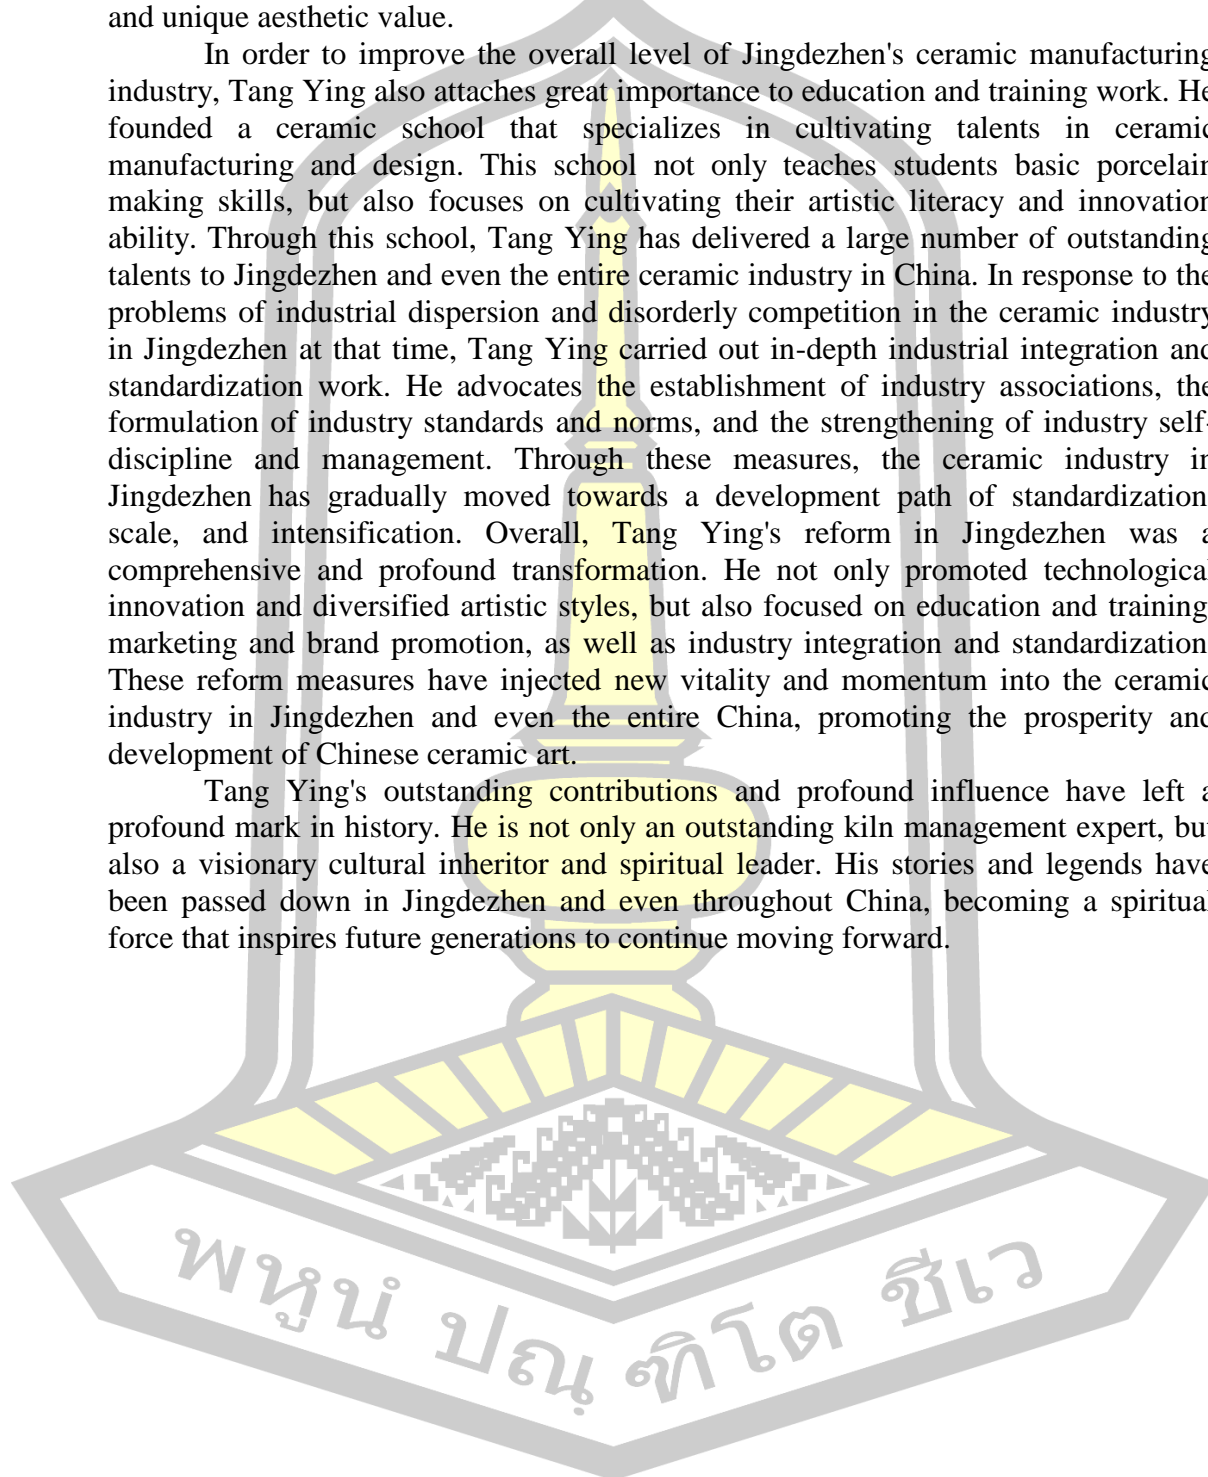 and unique aesthetic value.
In order to improve the overall level of Jingdezhen's ceramic manufacturing
industry, Tang Ying also attaches great importance to education and training work. He
founded a ceramic school that specializes in cultivating talents in ceramic
manufacturing and design. This school not only teaches students basic porcelain
making skills, but also focuses on cultivating their artistic literacy and innovation
ability. Through this school, Tang Ying has delivered a large number of outstanding
talents to Jingdezhen and even the entire ceramic industry in China. In response to the
problems of industrial dispersion and disorderly competition in the ceramic industry
in Jingdezhen at that time, Tang Ying carried out in-depth industrial integration and
standardization work. He advocates the establishment of industry associations, the
formulation of industry standards and norms, and the strengthening of industry self-
discipline and management. Through these measures, the ceramic industry in
Jingdezhen has gradually moved towards a development path of standardization,
scale, and intensification. Overall, Tang Ying's reform in Jingdezhen was a
comprehensive and profound transformation. He not only promoted technological
innovation and diversified artistic styles, but also focused on education and training,
marketing and brand promotion, as well as industry integration and standardization.
These reform measures have injected new vitality and momentum into the ceramic
industry in Jingdezhen and even the entire China, promoting the prosperity and
development of Chinese ceramic art.
Tang Ying's outstanding contributions and profound influence have left a
profound mark in history. He is not only an outstanding kiln management expert, but
also a visionary cultural inheritor and spiritual leader. His stories and legends have
been passed down in Jingdezhen and even throughout China, becoming a spiritual
force that inspires future generations to continue moving forward.
พหูนํ ปณฺฑิโต ชีเว